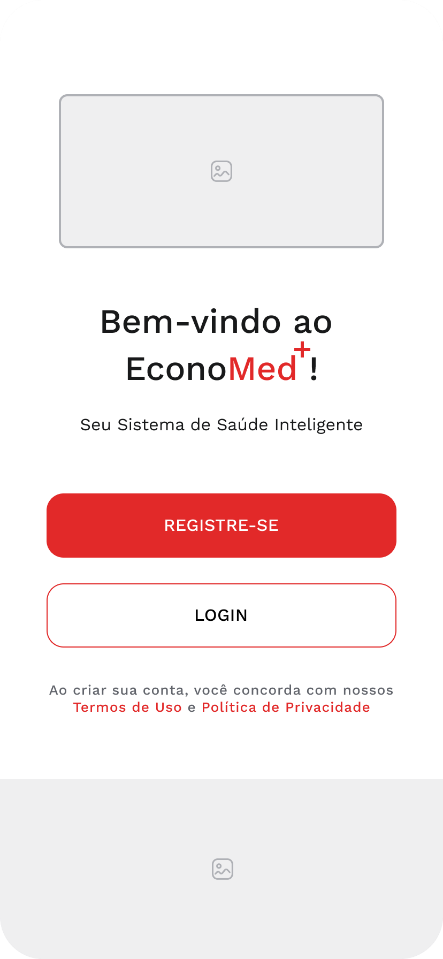 Bem-vindo ao
EconoMed+!
Seu Sistema de Saúde Inteligente
REGISTRE-SE
LOGIN
Ao criar sua conta, você concorda com nossos
Termos de Uso e Política de Privacidade